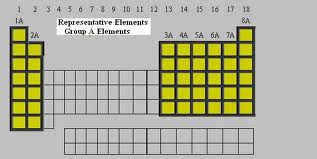 1 2 3 4 5 6 7 8 9 10 11 12 13 14 15 16 17 18
Representative Elements
1A 8A
Group A Elements
2A 3A 4A 5A 6A 7A